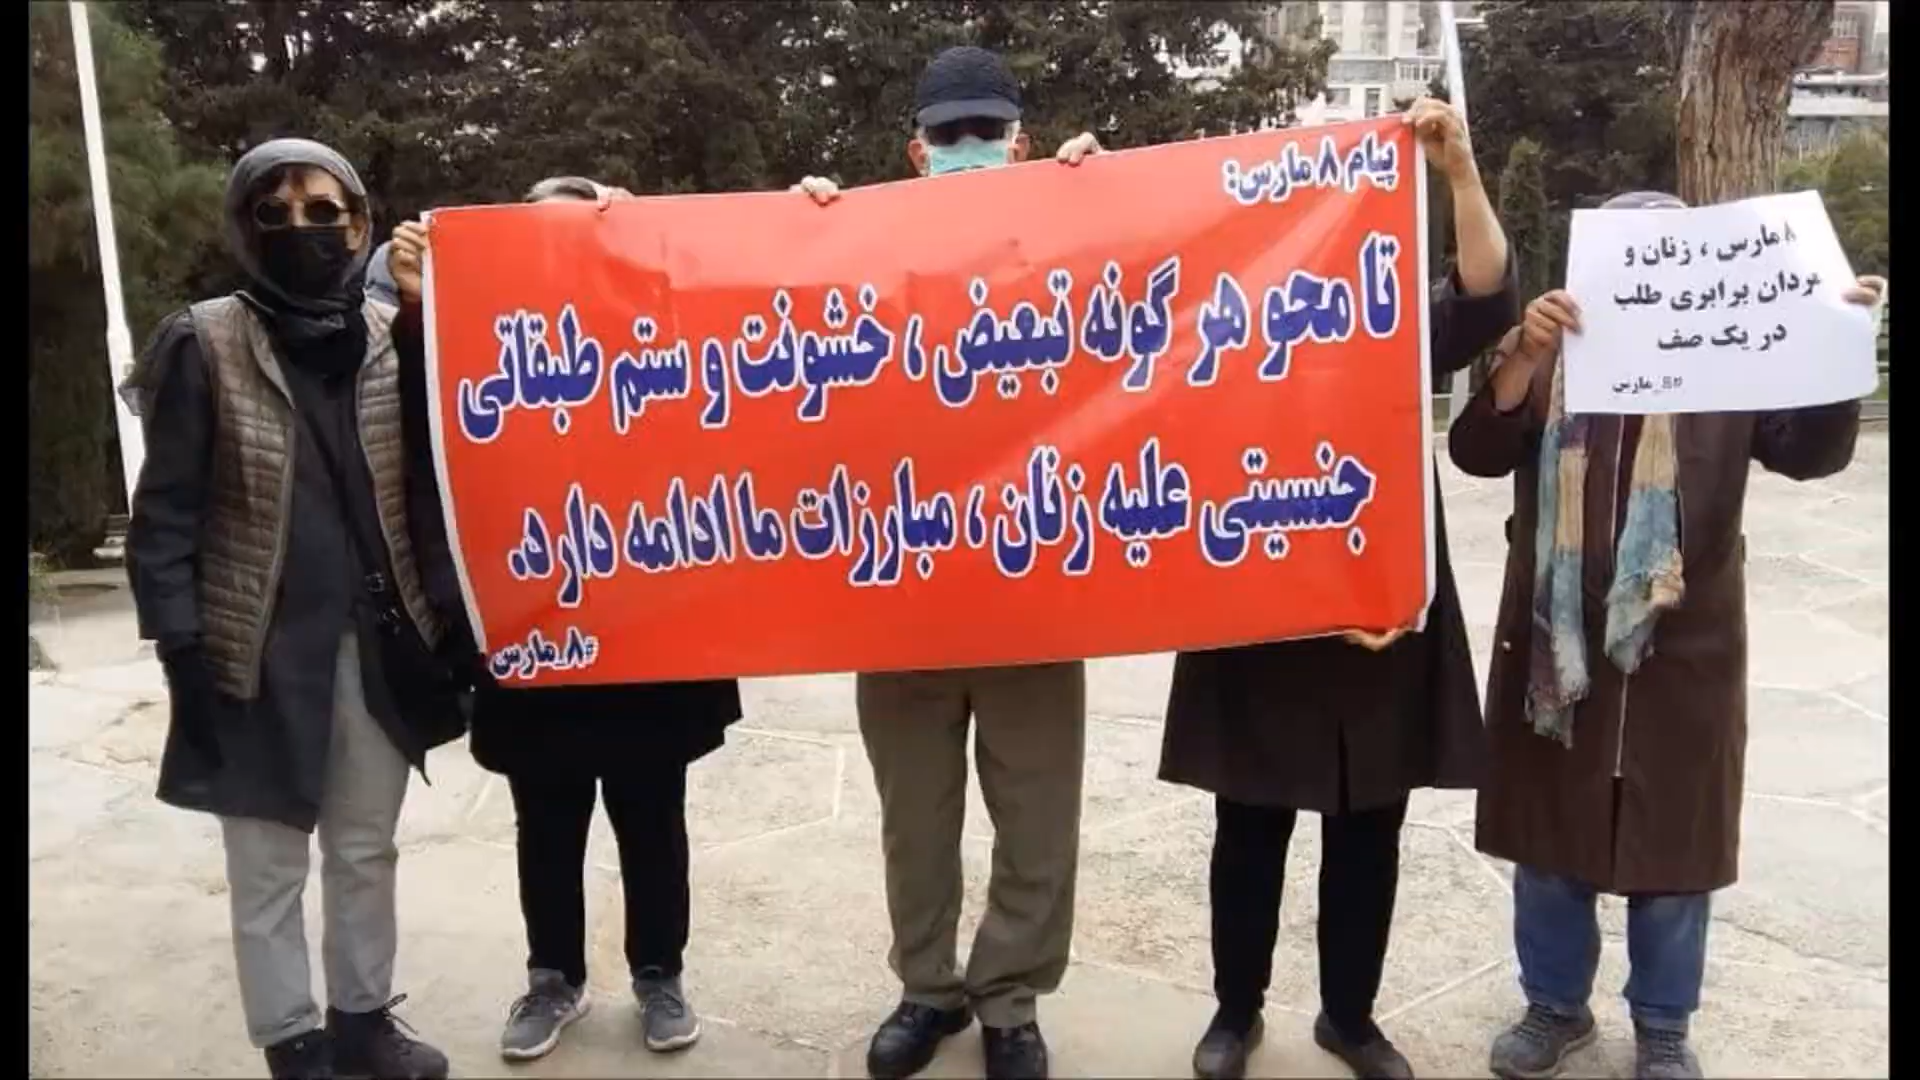 پیام ۸ مارس:
تا محو هر گونه تبعیض، خشونت و ستم طبقاتی
جنسیتی علیه زنان، مبارزات ما ادامه دارد.
#۸_مارس
۸ مارس، زنان و
مردان برابری طلب
در یک صف
#۸_مارس